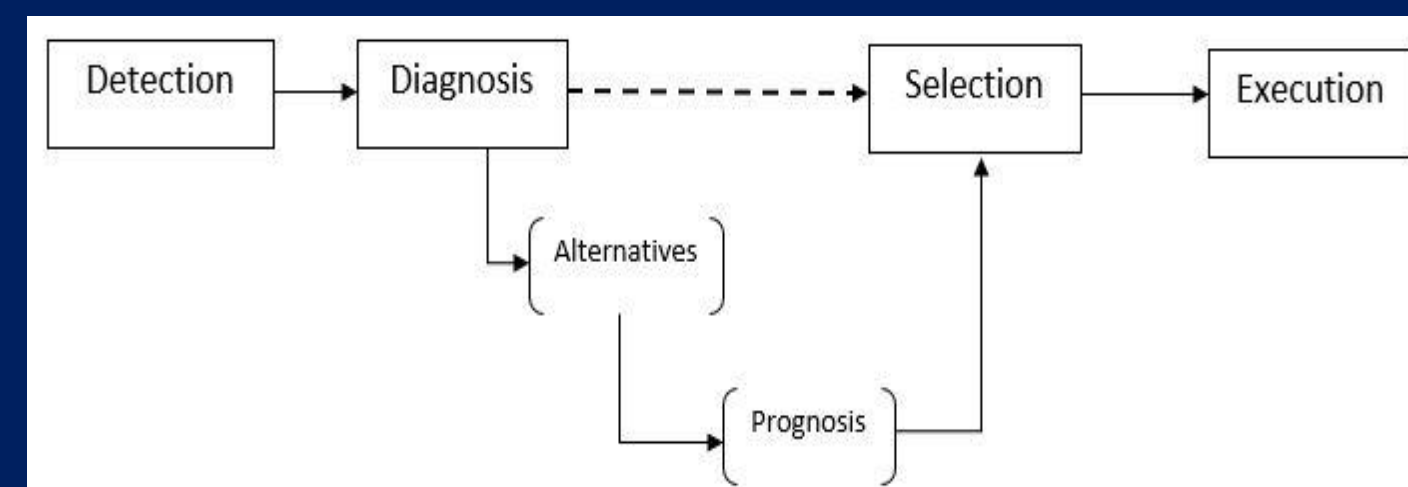 Detection
Diagnosis
Selection
Execution
Alternatives
Prognosis